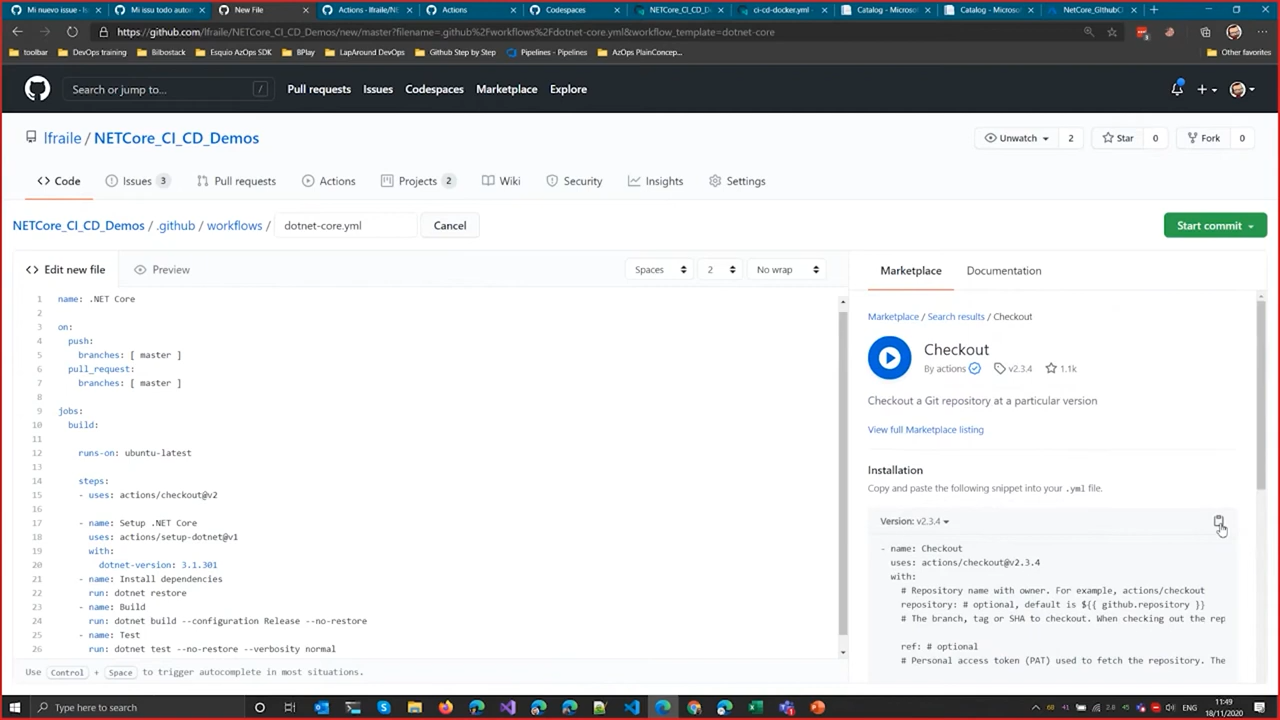 Mi nuevo issue · Is
Mi issu todo autor
New File
Actions · lfraile/NE
Actions
Codespaces
NETCore_CI_CD_D
ci-cd-docker.yml -
Catalog - Microsof
Catalog - Microsof
NetCore_GithubCI
https://github.com/lfraile/NETCore_CI_CD_Demos/new/master?filename=.github%2Fworkflows%2Fdotnet-core.yml&workflow_template=dotnet-core
toolbar
DevOps training
Bilbostack
Esquio AzOps SDK
BPlay
LapAround DevOps
Github Step by Step
Pipelines - Pipelines
AzOps PlainConcep...
Other favorites
Search or jump to...
/
Pull requests
Issues
Codespaces
Marketplace
Explore
lfraile / NETCore_CI_CD_Demos
Unwatch 2
Star 0
Fork 0
Code
Issues 3
Pull requests
Actions
Projects 2
Wiki
Security
Insights
Settings
NETCore_CI_CD_Demos / .github / workflows / dotnet-core.yml
Cancel
Start commit
Edit new file
Preview
Spaces
2
No wrap
1 name: .NET Core
2
3 on:
4 push:
5 branches: [ master ]
6 pull_request:
7 branches: [ master ]
8
9 jobs:
10 build:
11
12 runs-on: ubuntu-latest
13
14 steps:
15 - uses: actions/checkout@v2
16
17 - name: Setup .NET Core
18 uses: actions/setup-dotnet@v1
19 with:
20 dotnet-version: 3.1.301
21 - name: Install dependencies
22 run: dotnet restore
23 - name: Build
24 run: dotnet build --configuration Release --no-restore
25 - name: Test
26 run: dotnet test --no-restore --verbosity normal
Use Control + Space to trigger autocomplete in most situations.
Marketplace
Documentation
Marketplace / Search results / Checkout
Checkout
By actions v2.3.4 1.1k
Checkout a Git repository at a particular version
View full Marketplace listing
Installation
Copy and paste the following snippet into your .yml file.
Version: v2.3.4
- name: Checkout
uses: actions/checkout@v2.3.4
with:
# Repository name with owner. For example, actions/checkout
repository: # optional, default is ${{ github.repository }}
# The branch, tag or SHA to checkout. When checking out the rep
ref: # optional
# Personal access token (PAT) used to fetch the repository. The
Type here to search
ENG
11:49
18/11/2020